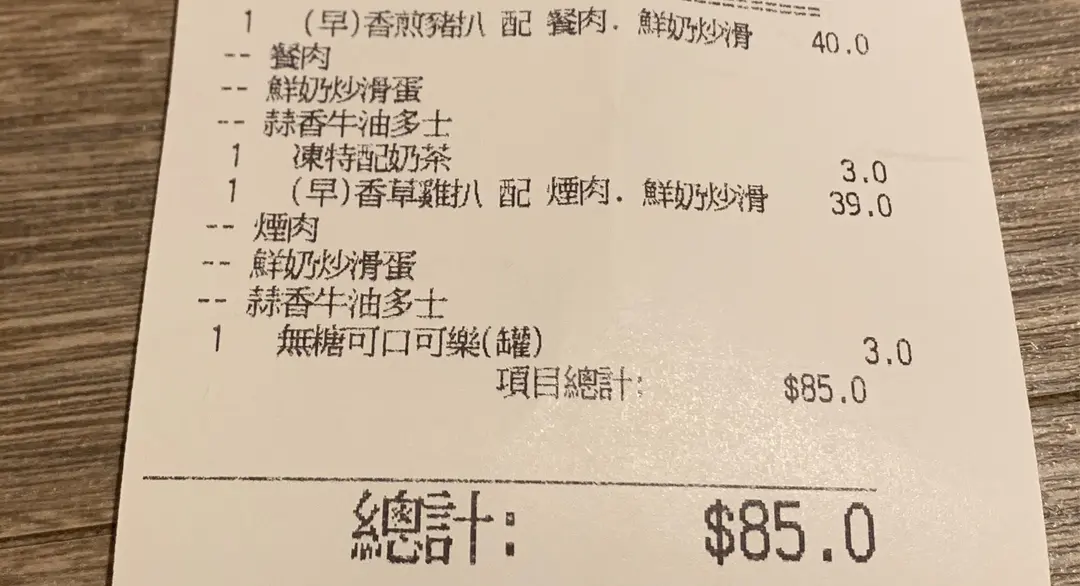 1 (早)香煎豬扒 配 餐肉. 鮮奶炒滑 40.0
-- 餐肉
-- 鮮奶炒滑蛋
-- 蒜香牛油多士
1 凍特配奶茶 3.0
1 (早)香草雞扒 配 煙肉. 鮮奶炒滑 39.0
-- 煙肉
-- 鮮奶炒滑蛋
-- 蒜香牛油多士
1 無糖可口可樂(罐) 3.0
項目總計: $85.0
總計: $85.0